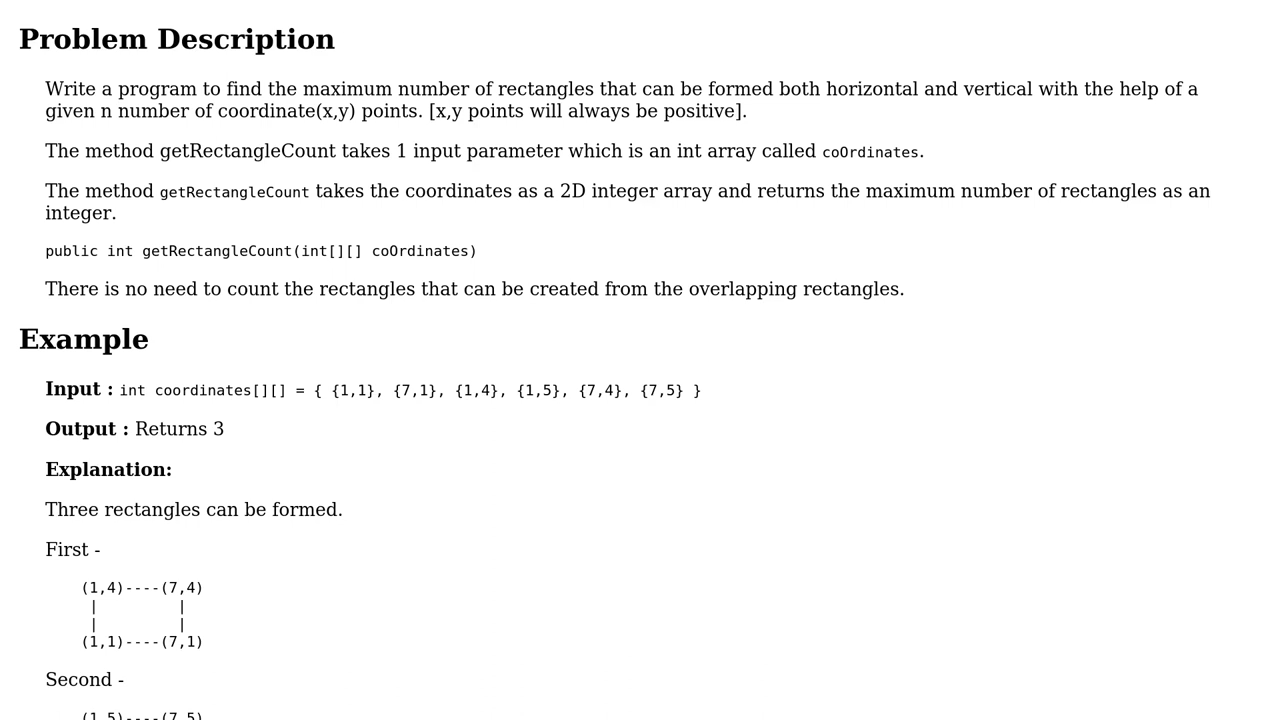 Problem Description
Write a program to find the maximum number of rectangles that can be formed both horizontal and vertical with the help of a
given n number of coordinate(x,y) points. [x,y points will always be positive].
The method getRectangleCount takes 1 input parameter which is an int array called coOrdinates.
The method getRectangleCount takes the coordinates as a 2D integer array and returns the maximum number of rectangles as an
integer.
public int getRectangleCount(int[][] coOrdinates)
There is no need to count the rectangles that can be created from the overlapping rectangles.
Example
Input : int coordinates[][] = { {1,1}, {7,1}, {1,4}, {1,5}, {7,4}, {7,5} }
Output : Returns 3
Explanation:
Three rectangles can be formed.
First -
(1,4)----(7,4)
|          |
|          |
(1,1)----(7,1)
Second -
(1,5)----(7,5)